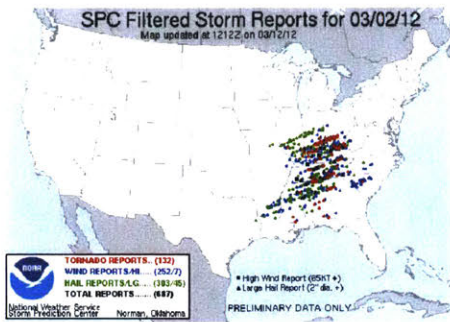 SPC Filtered Storm Reports for 03/02/12
Map updated at 1212Z on 03/12/12
NOAA
TORNADO REPORTS.. (132)
WIND REPORTS/HI..... (252/7)
HAIL REPORTS/LG..... (303/45)
TOTAL REPORTS....... (687)
National Weather Service
Storm Prediction Center Norman, Oklahoma
High Wind Report (65KT +)
Large Hail Report (2" dia. +)
PRELIMINARY DATA ONLY